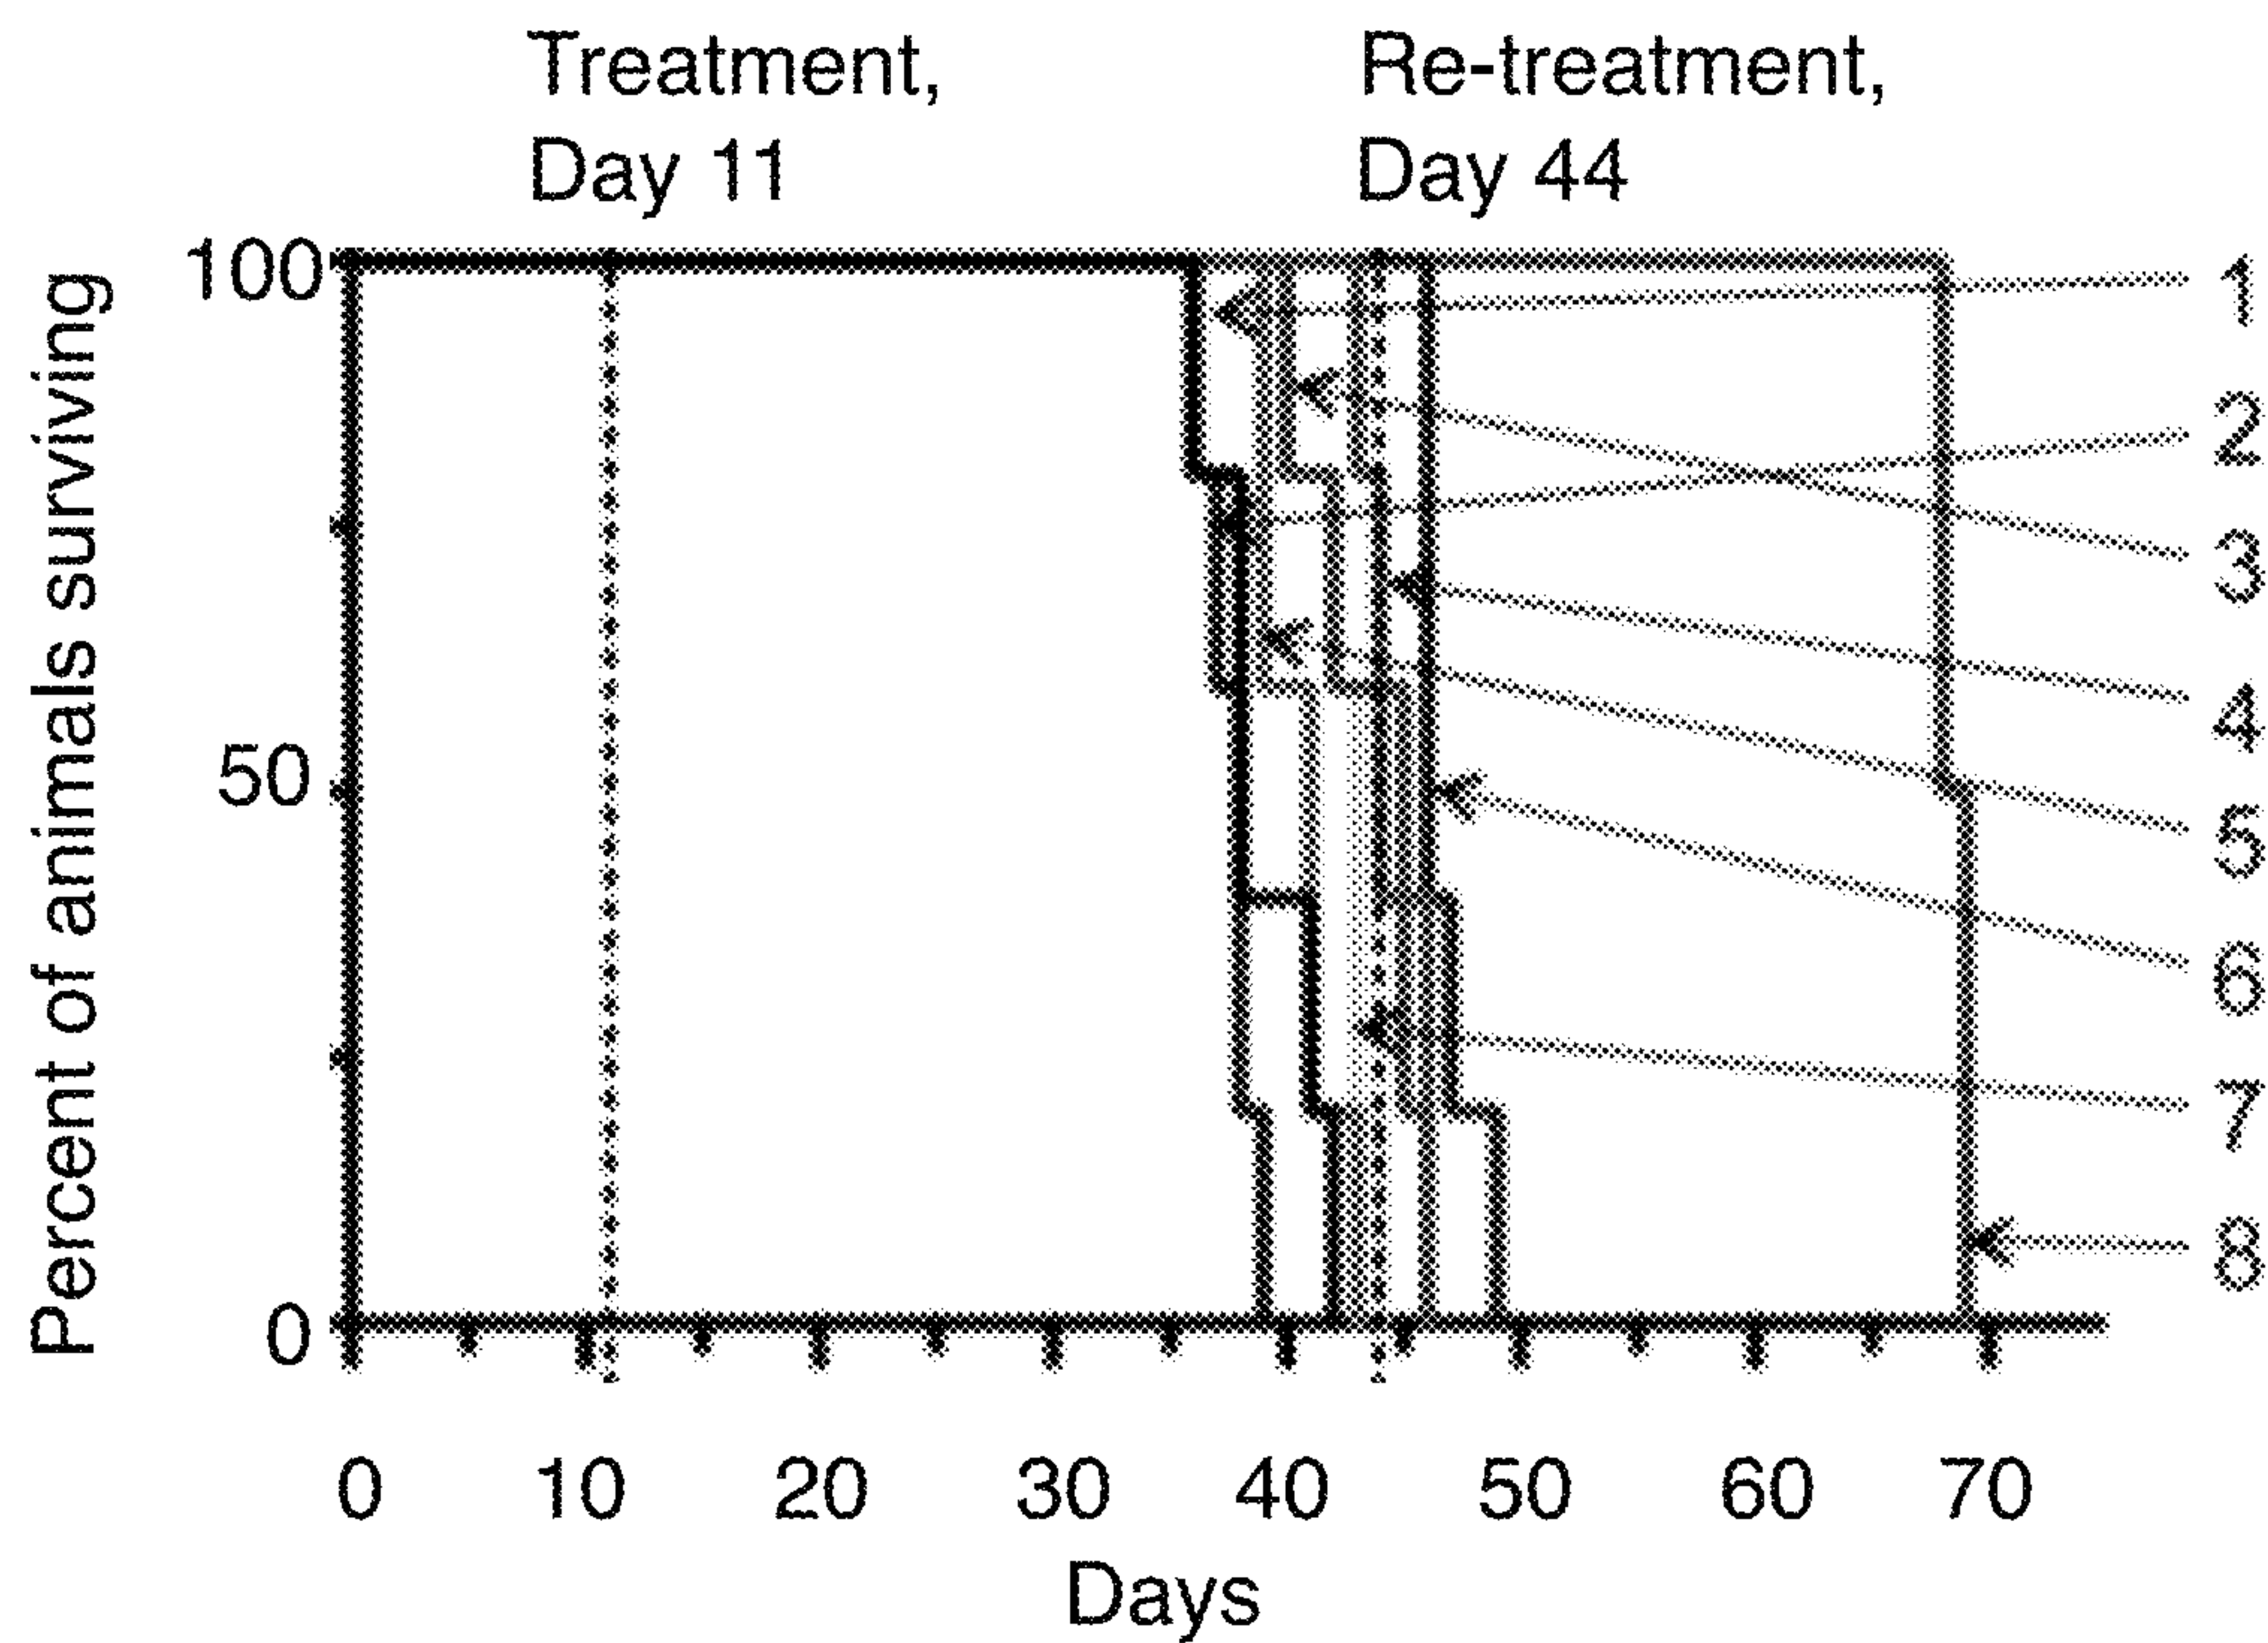 Treatment,
Day 11
Re-treatment,
Day 44
Percent of animals surviving
100
50
0
1
2
3
4
5
6
7
8
0 10 20 30 40 50 60 70
Days